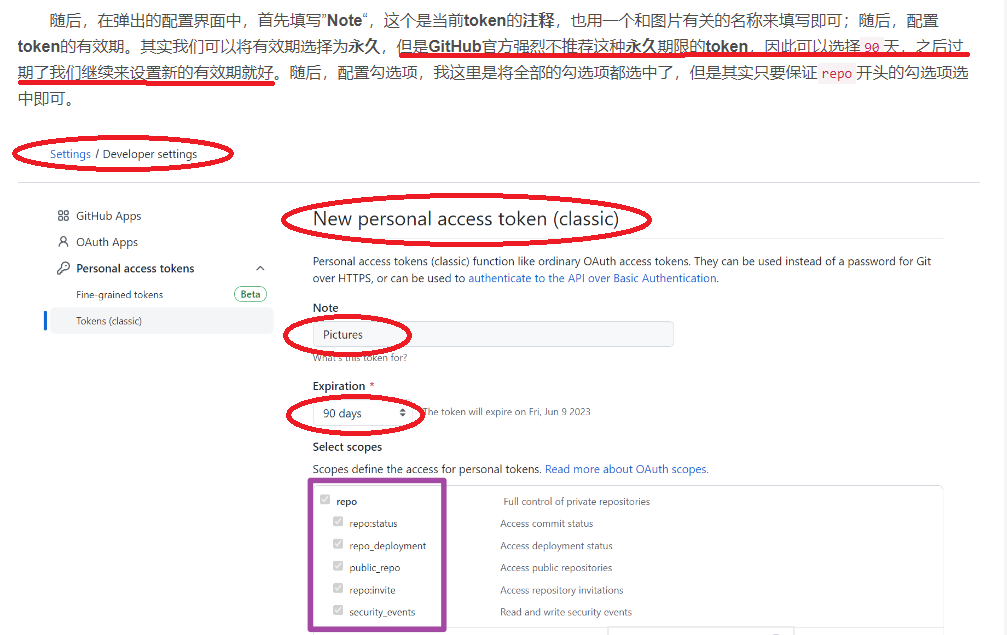 随后，在弹出的配置界面中，首先填写”Note“，这个是当前token的注释，也用一个和图片有关的名称来填写即可；随后，配置
token的有效期。其实我们可以将有效期选择为永久，但是GitHub官方强烈不推荐这种永久期限的token，因此可以选择 90 天，之后过
期了我们继续来设置新的有效期就好。随后，配置勾选项，我这里是将全部的勾选项都选中了，但是其实只要保证 repo 开头的勾选项选
中即可。
Settings / Developer settings
GitHub Apps
OAuth Apps
Personal access tokens
Fine-grained tokens Beta
Tokens (classic)
New personal access token (classic)
Personal access tokens (classic) function like ordinary OAuth access tokens. They can be used instead of a password for Git
over HTTPS, or can be used to authenticate to the API over Basic Authentication.
Note
Pictures
What's this token for?
Expiration *
90 days The token will expire on Fri, Jun 9 2023
Select scopes
Scopes define the access for personal tokens. Read more about OAuth scopes.
repo Full control of private repositories
repo:status Access commit status
repo_deployment Access deployment status
public_repo Access public repositories
repo:invite Access repository invitations
security_events Read and write security events